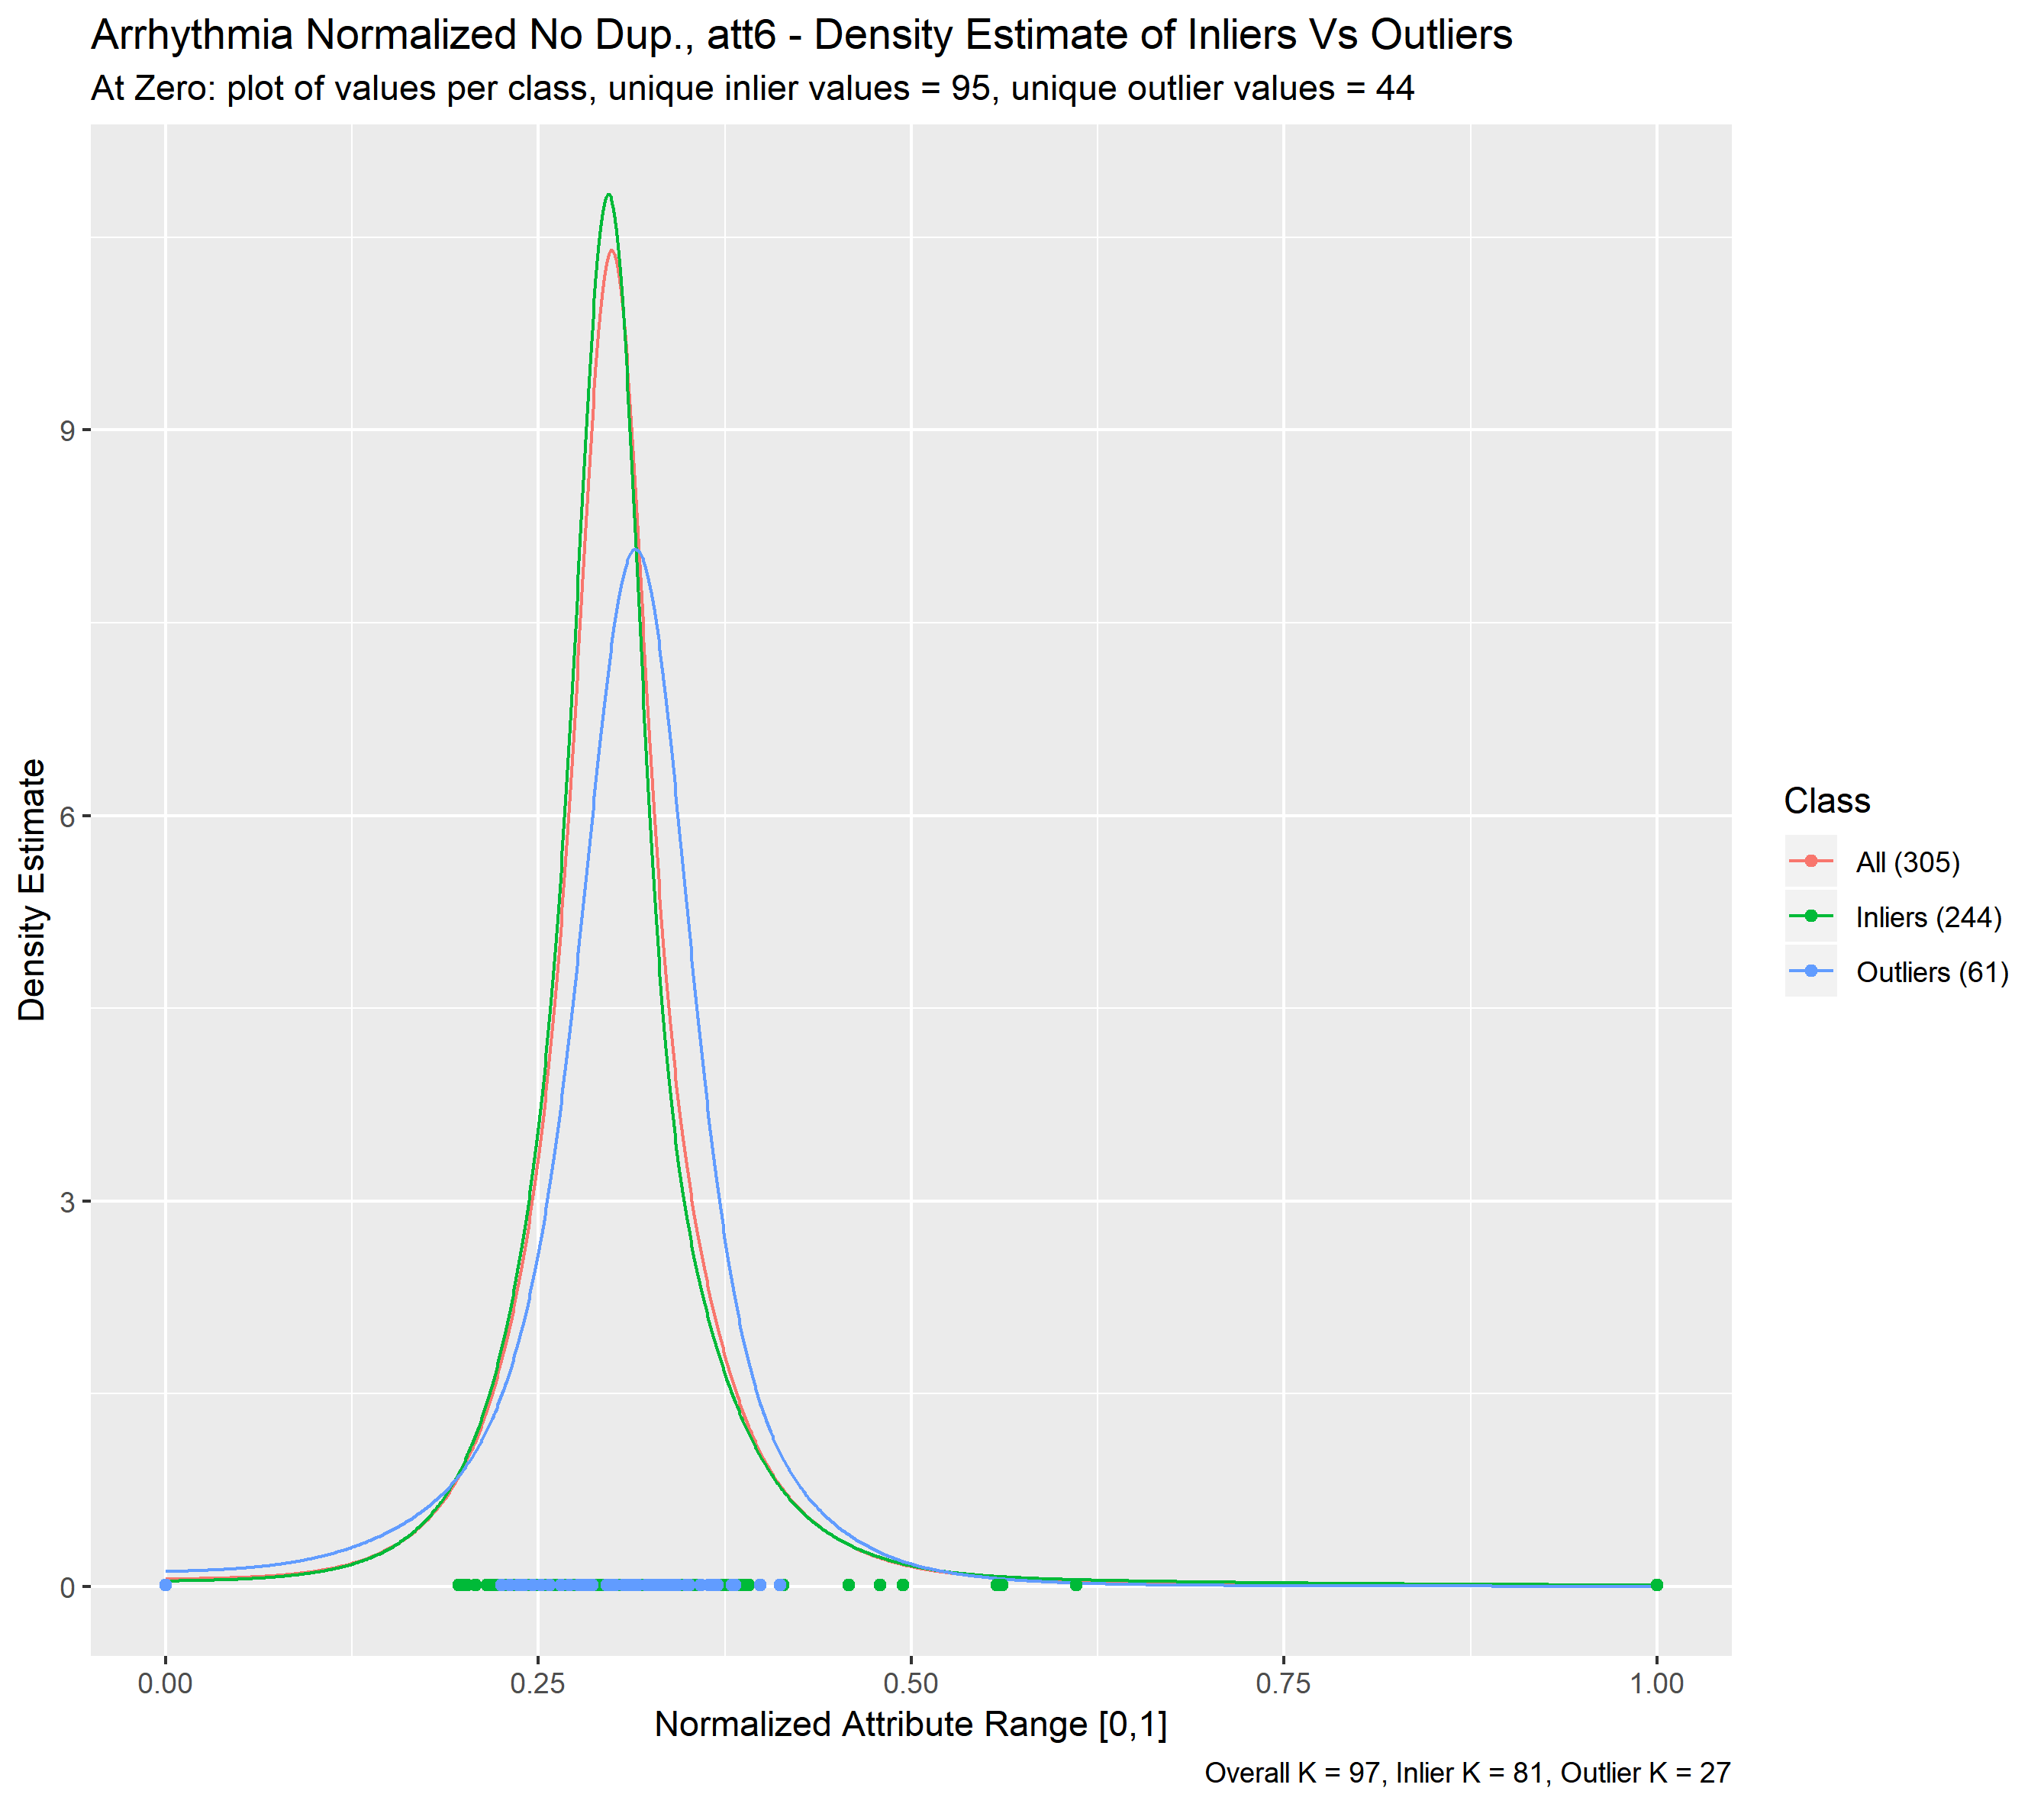 Arrhythmia Normalized No Dup., att6 - Density Estimate of Inliers Vs Outliers
At Zero: plot of values per class, unique inlier values = 95, unique outlier values = 44
Density Estimate
9
6
3
0
0.00 0.25 0.50 0.75 1.00
Normalized Attribute Range [0,1]
Class
All (305)
Inliers (244)
Outliers (61)
Overall K = 97, Inlier K = 81, Outlier K = 27